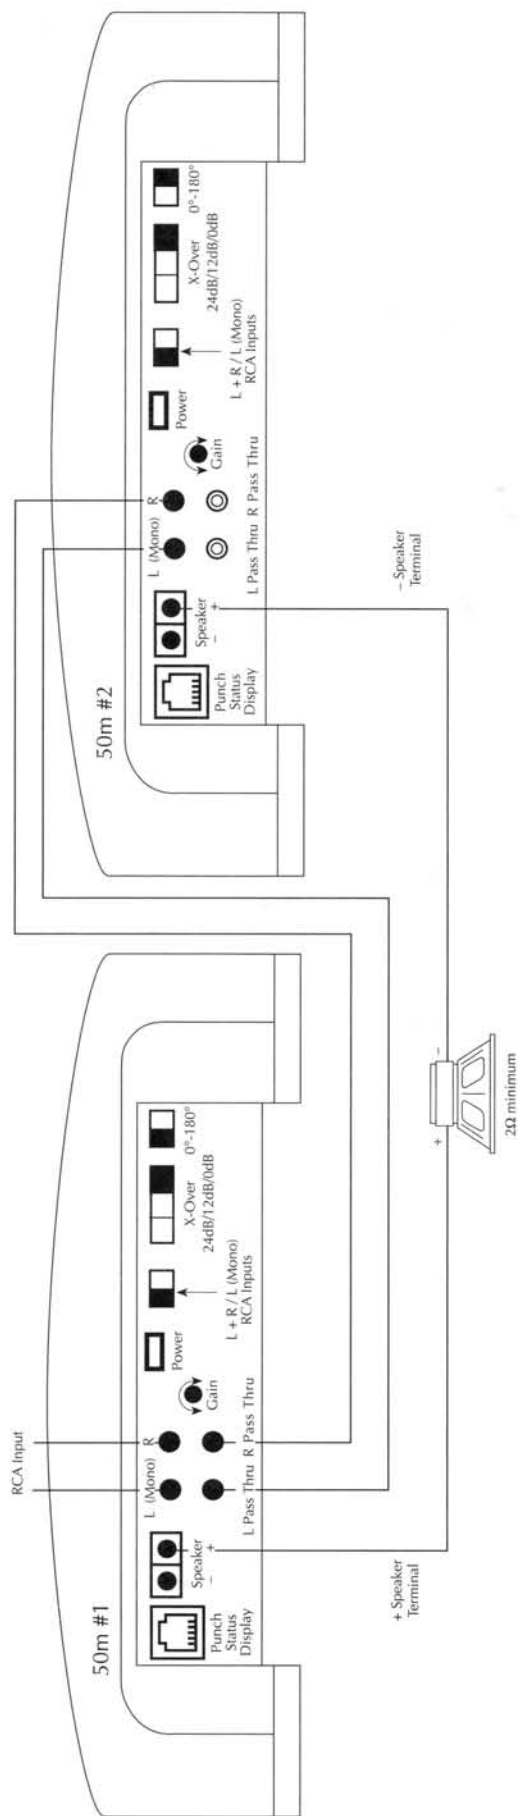 RCA Input
50m #1
Punch
Status
Display
Speaker
– +
L (Mono) R
L Pass Thru R Pass Thru
Gain
Power
L + R / L (Mono)
RCA Inputs
X-Over
24dB/12dB/0dB
0°-180°
+ Speaker
Terminal
+ –
2Ω minimum
50m #2
Punch
Status
Display
Speaker
– +
L (Mono) R
L Pass Thru R Pass Thru
Gain
Power
L + R / L (Mono)
RCA Inputs
X-Over
24dB/12dB/0dB
0°-180°
– Speaker
Terminal